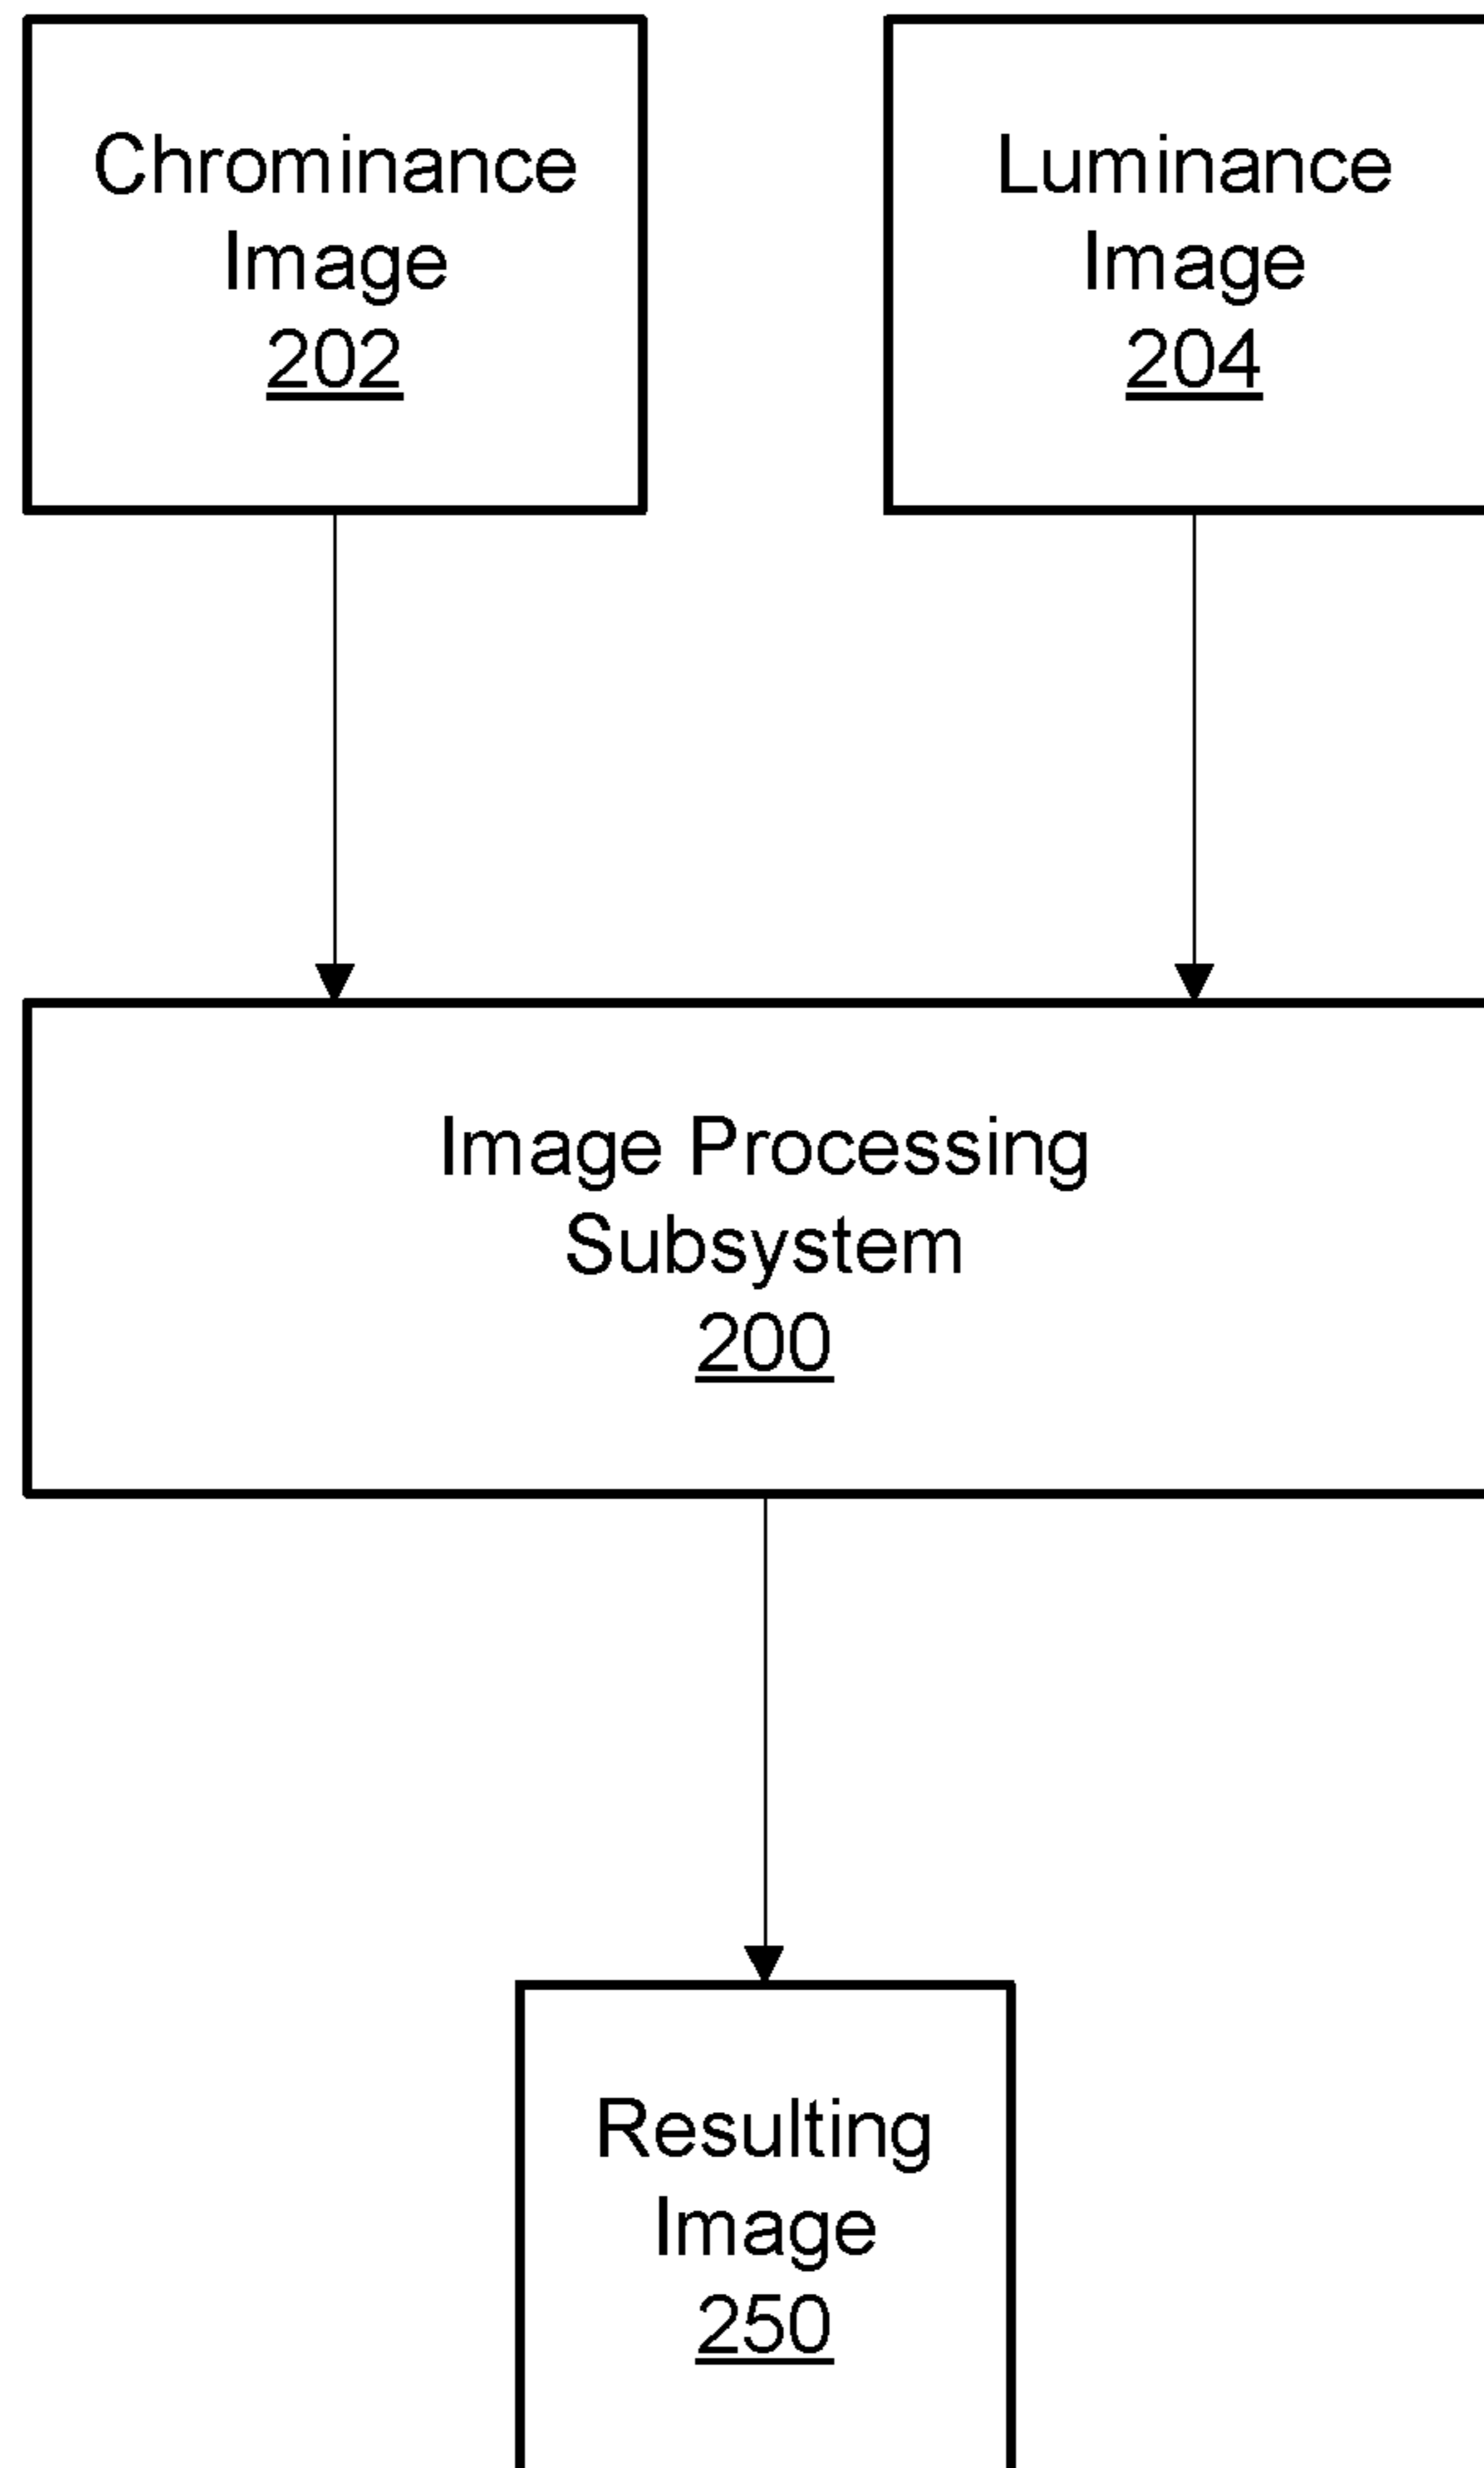 Chrominance
Image
202
Luminance
Image
204
Image Processing
Subsystem
200
Resulting
Image
250